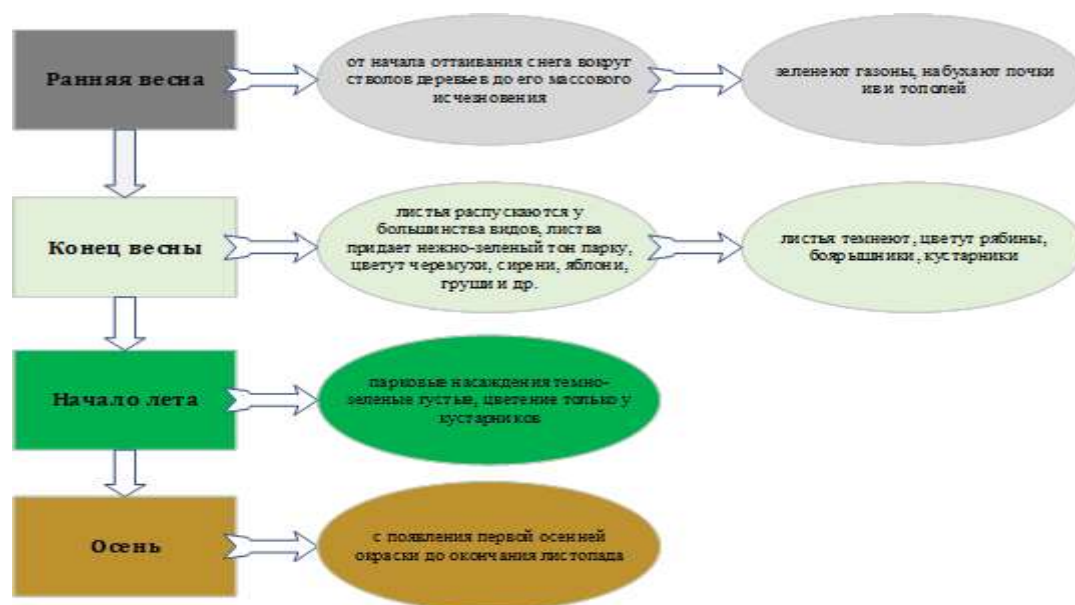 Ранняя весна
от начала оттаивания снега вокруг
стволов деревьев до его массового
исчезновения
зеленеют газоны, набухают почки
ив и тополей
Конец весны
листья распускаются у
большинства видов, листва
придает нежно-зеленый тон парку,
цветут черемухи, сирени, яблони,
груши и др.
листья темнеют, цветут рябины,
боярышники, кустарники
Начало лета
парковые насаждения темно-
зеленые густые, цветение только у
кустарников
Осень
с появления первой осенней
окраски до окончания листопада